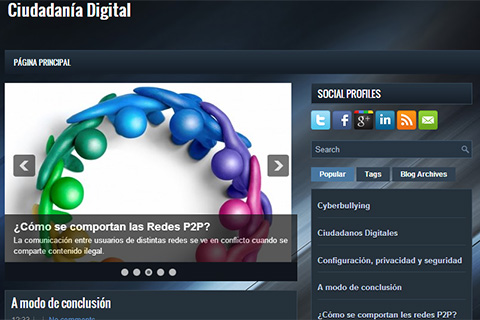 Ciudadanía Digital
PÁGINA PRINCIPAL
¿Cómo se comportan las Redes P2P?
La comunicación entre usuarios de distintas redes se ve en conflicto cuando se
comparte contenido ilegal.
A modo de conclusión
No comments
SOCIAL PROFILES
Search
Popular Tags Blog Archives
Cyberbullying
Ciudadanos Digitales
Configuración, privacidad y seguridad
A modo de conclusión
¿Cómo se comportan las redes P2P?